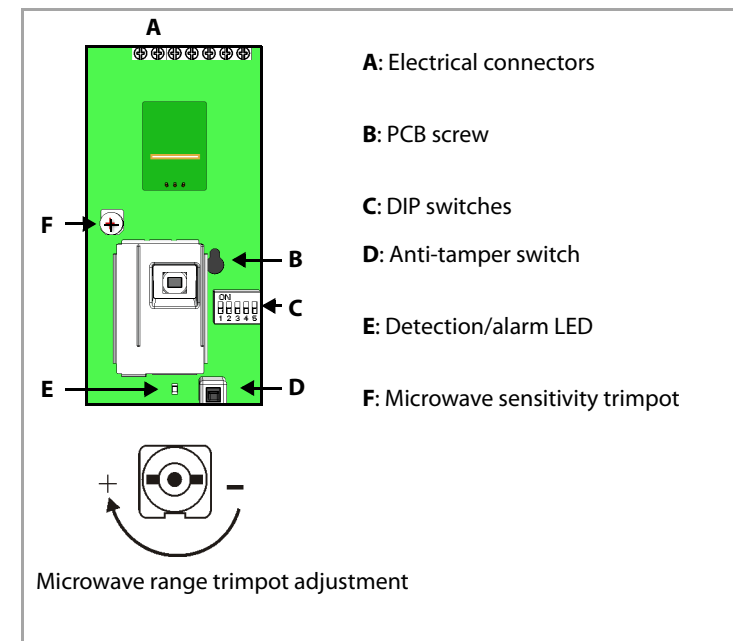 A
A: Electrical connectors
B: PCB screw
C: DIP switches
F
B
D: Anti-tamper switch
ON
1 2 3 4 5
C
E: Detection/alarm LED
E
D
F: Microwave sensitivity trimpot
+ -
Microwave range trimpot adjustment